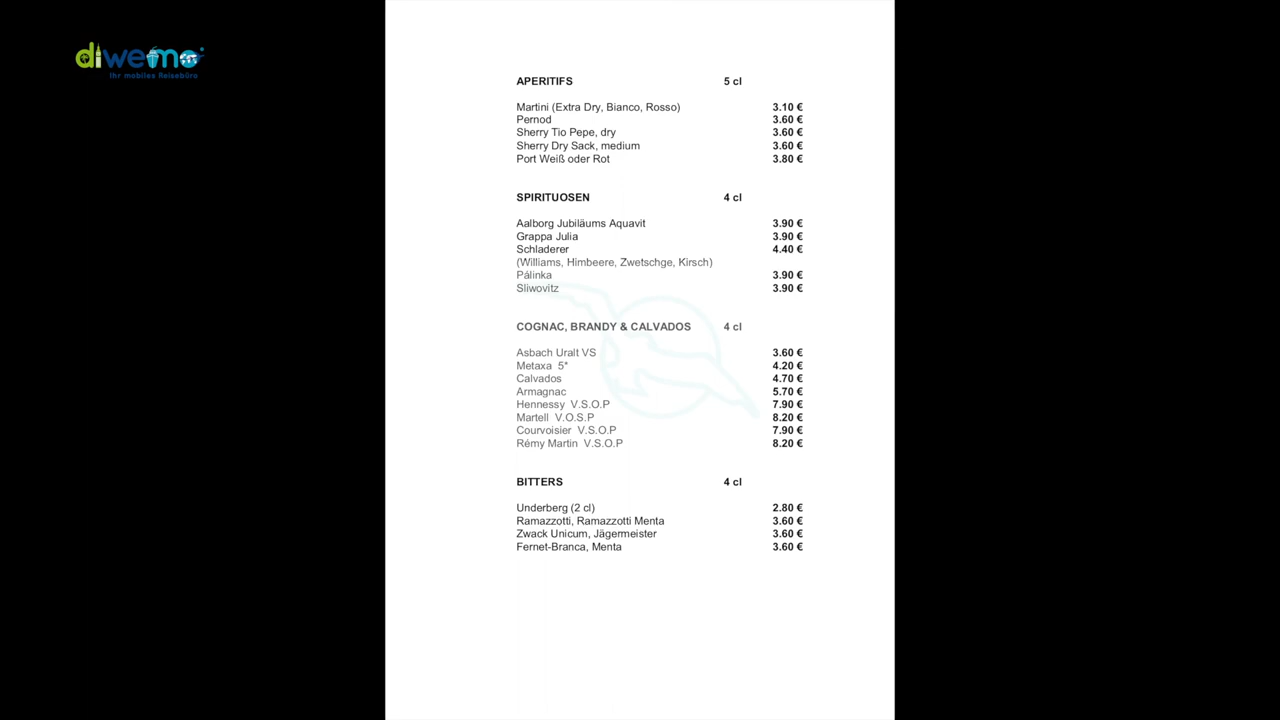 diwemo
Ihr mobiles Reisebüro
APERITIFS 5 cl
Martini (Extra Dry, Bianco, Rosso) 3.10 €
Pernod 3.60 €
Sherry Tio Pepe, dry 3.60 €
Sherry Dry Sack, medium 3.60 €
Port Weiß oder Rot 3.80 €
SPIRITUOSEN 4 cl
Aalborg Jubiläums Aquavit 3.90 €
Grappa Julia 3.90 €
Schladerer 4.40 €
(Williams, Himbeere, Zwetschge, Kirsch)
Pálinka 3.90 €
Sliwovitz 3.90 €
COGNAC, BRANDY & CALVADOS 4 cl
Asbach Uralt VS 3.60 €
Metaxa 5* 4.20 €
Calvados 4.70 €
Armagnac 5.70 €
Hennessy V.S.O.P 7.90 €
Martell V.O.S.P 8.20 €
Courvoisier V.S.O.P 7.90 €
Rémy Martin V.S.O.P 8.20 €
BITTERS 4 cl
Underberg (2 cl) 2.80 €
Ramazzotti, Ramazzotti Menta 3.60 €
Zwack Unicum, Jägermeister 3.60 €
Fernet-Branca, Menta 3.60 €